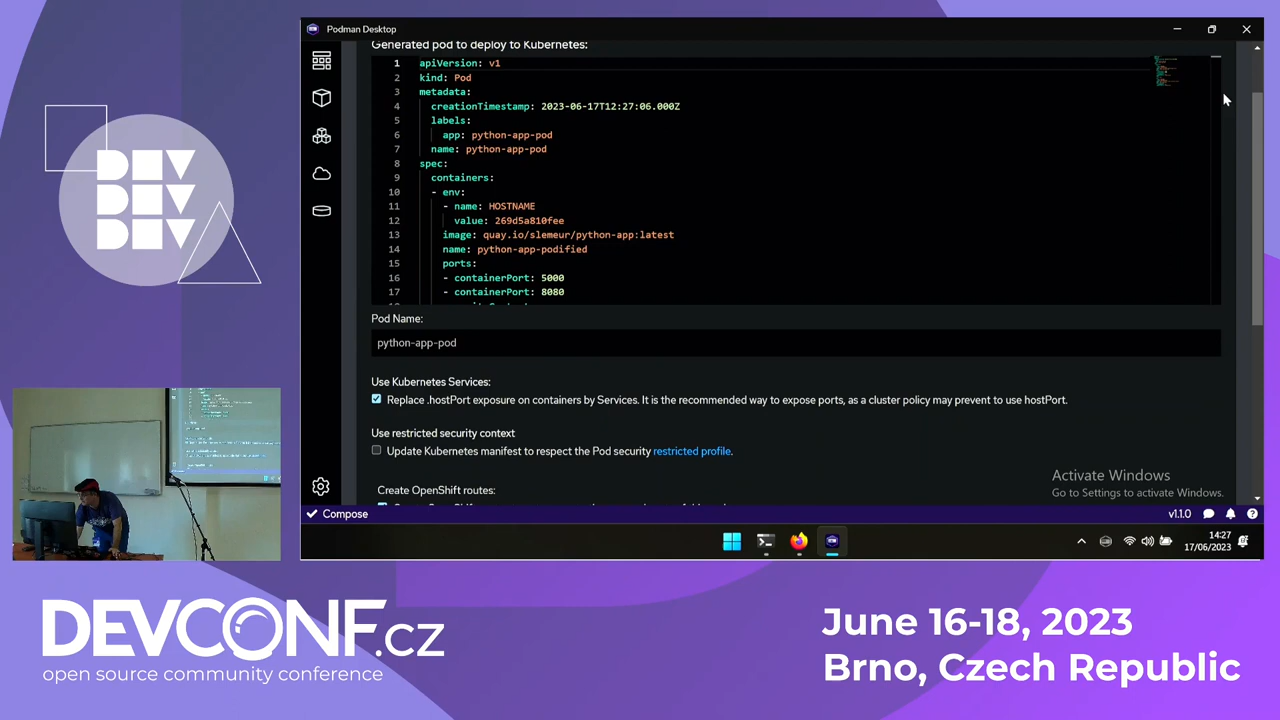 Podman Desktop
Generated pod to deploy to Kubernetes:
1 apiVersion: v1
2 kind: Pod
3 metadata:
4 creationTimestamp: 2023-06-17T12:27:06.000Z
5 labels:
6 app: python-app-pod
7 name: python-app-pod
8 spec:
9 containers:
10 - env:
11 - name: HOSTNAME
12 value: 269d5a810fee
13 image: quay.io/slemeur/python-app:latest
14 name: python-app-podified
15 ports:
16 - containerPort: 5000
17 - containerPort: 8080
Pod Name:
python-app-pod
Use Kubernetes Services:
Replace .hostPort exposure on containers by Services. It is the recommended way to expose ports, as a cluster policy may prevent to use hostPort.
Use restricted security context
Update Kubernetes manifest to respect the Pod security restricted profile.
Create OpenShift routes:
Activate Windows
Go to Settings to activate Windows.
Compose
v1.1.0
14:27
17/06/2023
DEV
DEV
DEV
DEVCONF.cz
open source community conference
June 16-18, 2023
Brno, Czech Republic